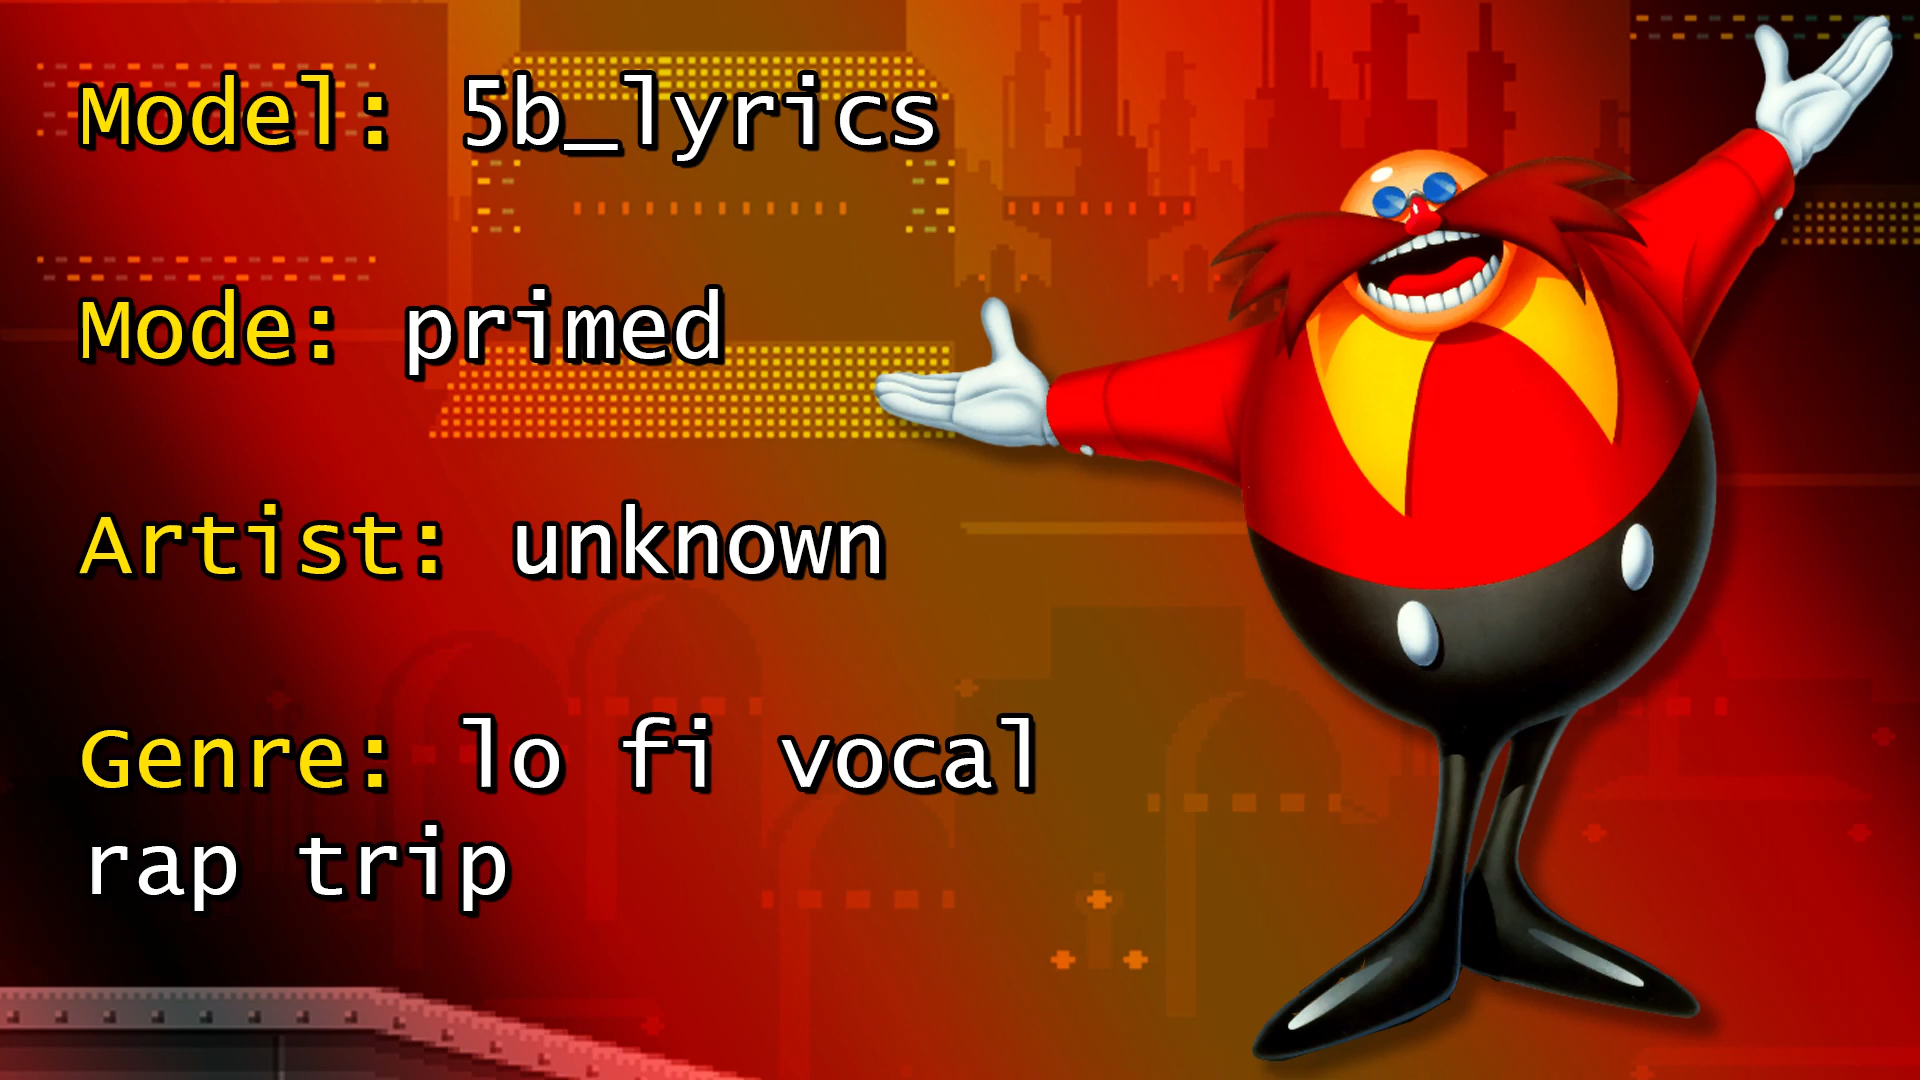 Model: 5b_lyrics
Mode: primed
Artist: unknown
Genre: lo fi vocal
rap trip